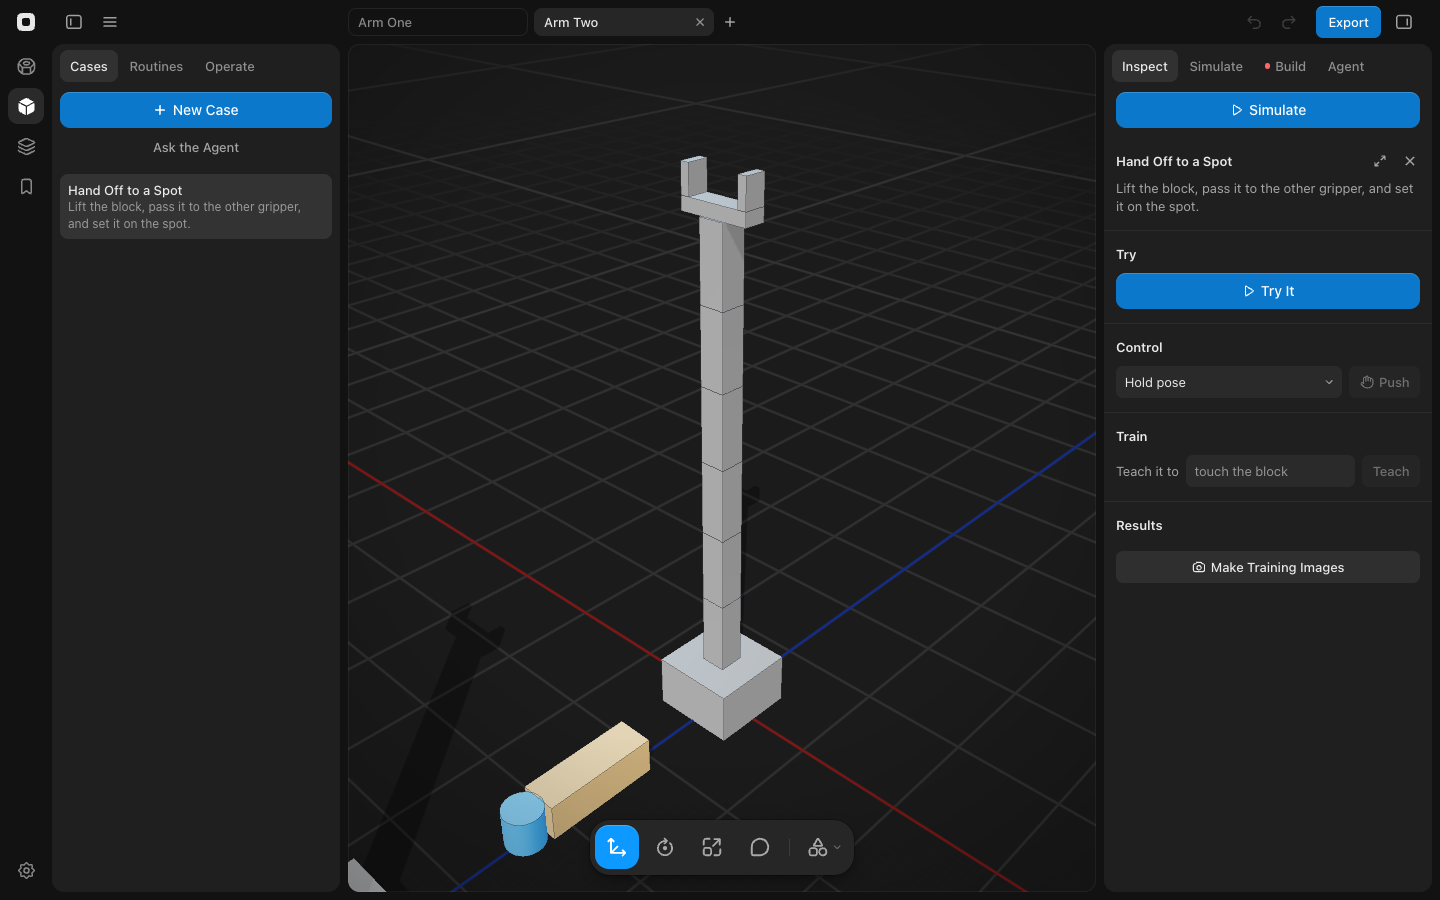 Arm One
Arm Two
Export
Cases
Routines
Operate
New Case
Ask the Agent
Hand Off to a Spot
Lift the block, pass it to the other gripper,
and set it on the spot.
Inspect
Simulate
Build
Agent
Simulate
Hand Off to a Spot
Lift the block, pass it to the other gripper, and set
it on the spot.
Try
Try It
Control
Hold pose
Push
Train
Teach it to
touch the block
Teach
Results
Make Training Images